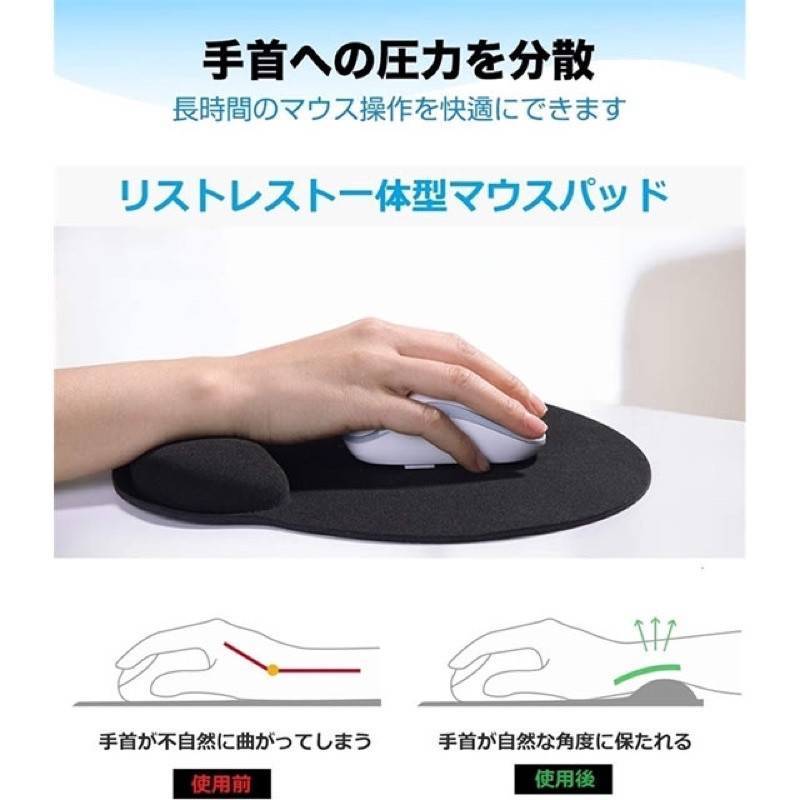 手首への圧力を分散
長時間のマウス操作を快適にできます
リストレスト一体型マウスパッド
手首が不自然に曲がってしまう
手首が自然な角度に保たれる
使用前
使用後